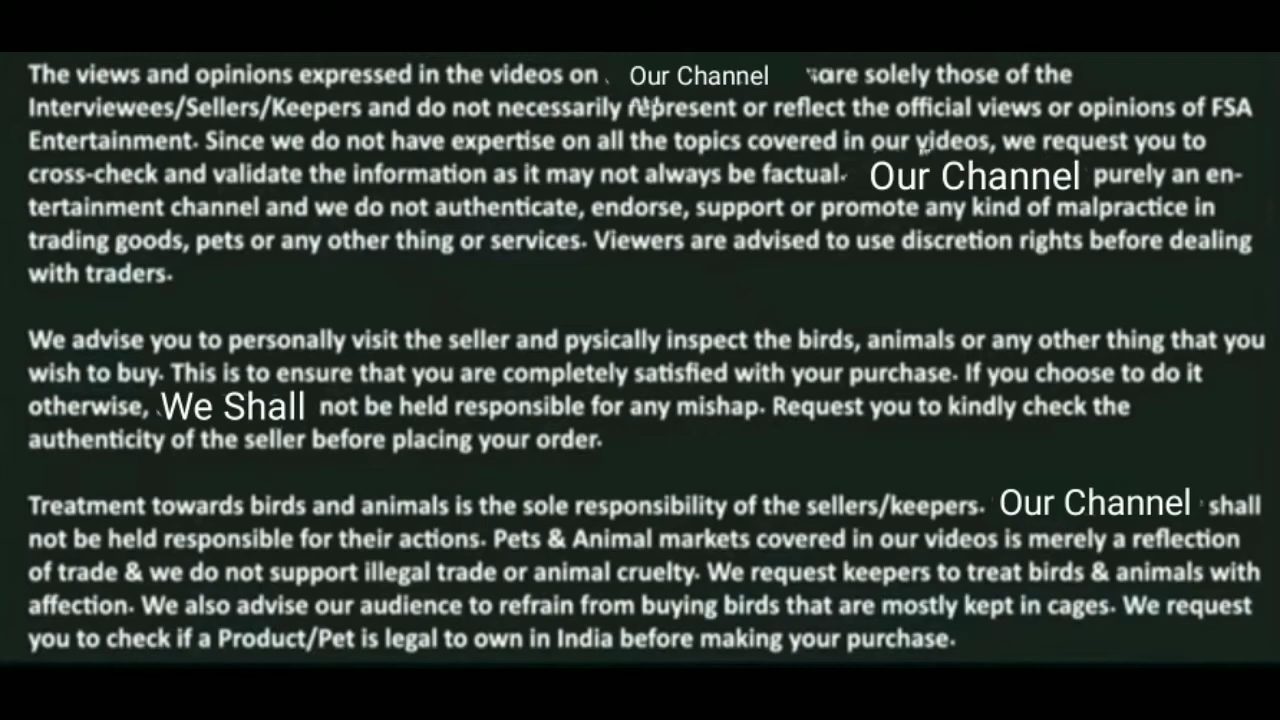 The views and opinions expressed in the videos on Our Channel are solely those of the
Interviewees/Sellers/Keepers and do not necessarily represent or reflect the official views or opinions of FSA
Entertainment. Since we do not have expertise on all the topics covered in our videos, we request you to
cross-check and validate the information as it may not always be factual. Our Channel purely an en-
tertainment channel and we do not authenticate, endorse, support or promote any kind of malpractice in
trading goods, pets or any other thing or services. Viewers are advised to use discretion rights before dealing
with traders.
We advise you to personally visit the seller and pysically inspect the birds, animals or any other thing that you
wish to buy. This is to ensure that you are completely satisfied with your purchase. If you choose to do it
otherwise, We Shall not be held responsible for any mishap. Request you to kindly check the
authenticity of the seller before placing your order.
Treatment towards birds and animals is the sole responsibility of the sellers/keepers. Our Channel shall
not be held responsible for their actions. Pets & Animal markets covered in our videos is merely a reflection
of trade & we do not support illegal trade or animal cruelty. We request keepers to treat birds & animals with
affection. We also advise our audience to refrain from buying birds that are mostly kept in cages. We request
you to check if a Product/Pet is legal to own in India before making your purchase.